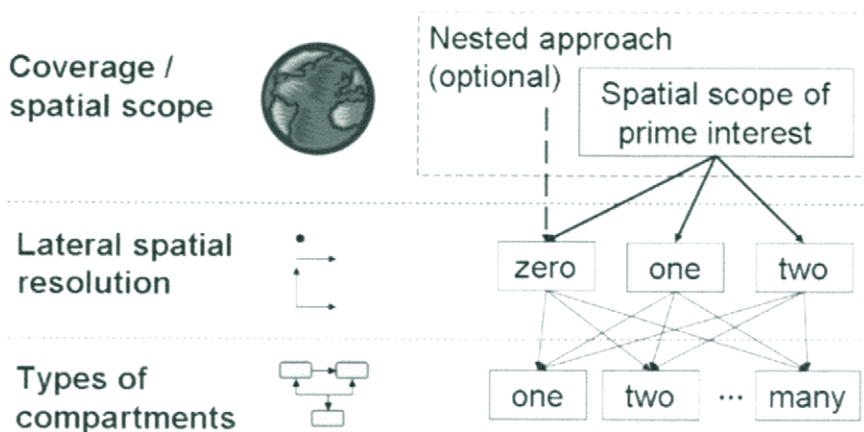 Coverage /
spatial scope
Nested approach
(optional)
Spatial scope of
prime interest
Lateral spatial
resolution
zero
one
two
Types of
compartments
one
two
...
many